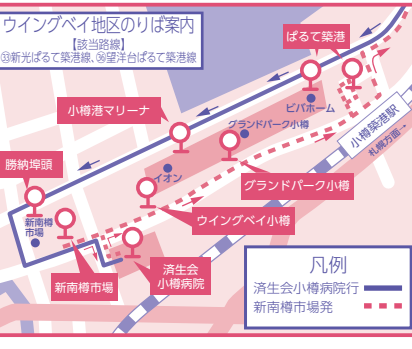 ウイングベイ地区のりば案内
【該当路線】
㉝新光ぱるて築港線、㊱望洋台ぱるて築港線
ぱるて築港
小樽港マリーナ
ビバホーム
グランドパーク小樽
小樽築港駅
札幌方面→
勝納埠頭
イオン
グランドパーク小樽
新南樽
市場
ウイングベイ小樽
新南樽市場
済生会
小樽病院
凡例
済生会小樽病院行
新南樽市場発